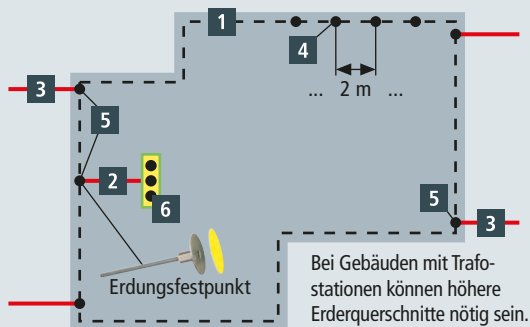 1
4
3
... 2 m ...
5
2
6
5
3
Erdungsfestpunkt
Bei Gebäuden mit Trafo-
stationen können höhere
Erderquerschnitte nötig sein.